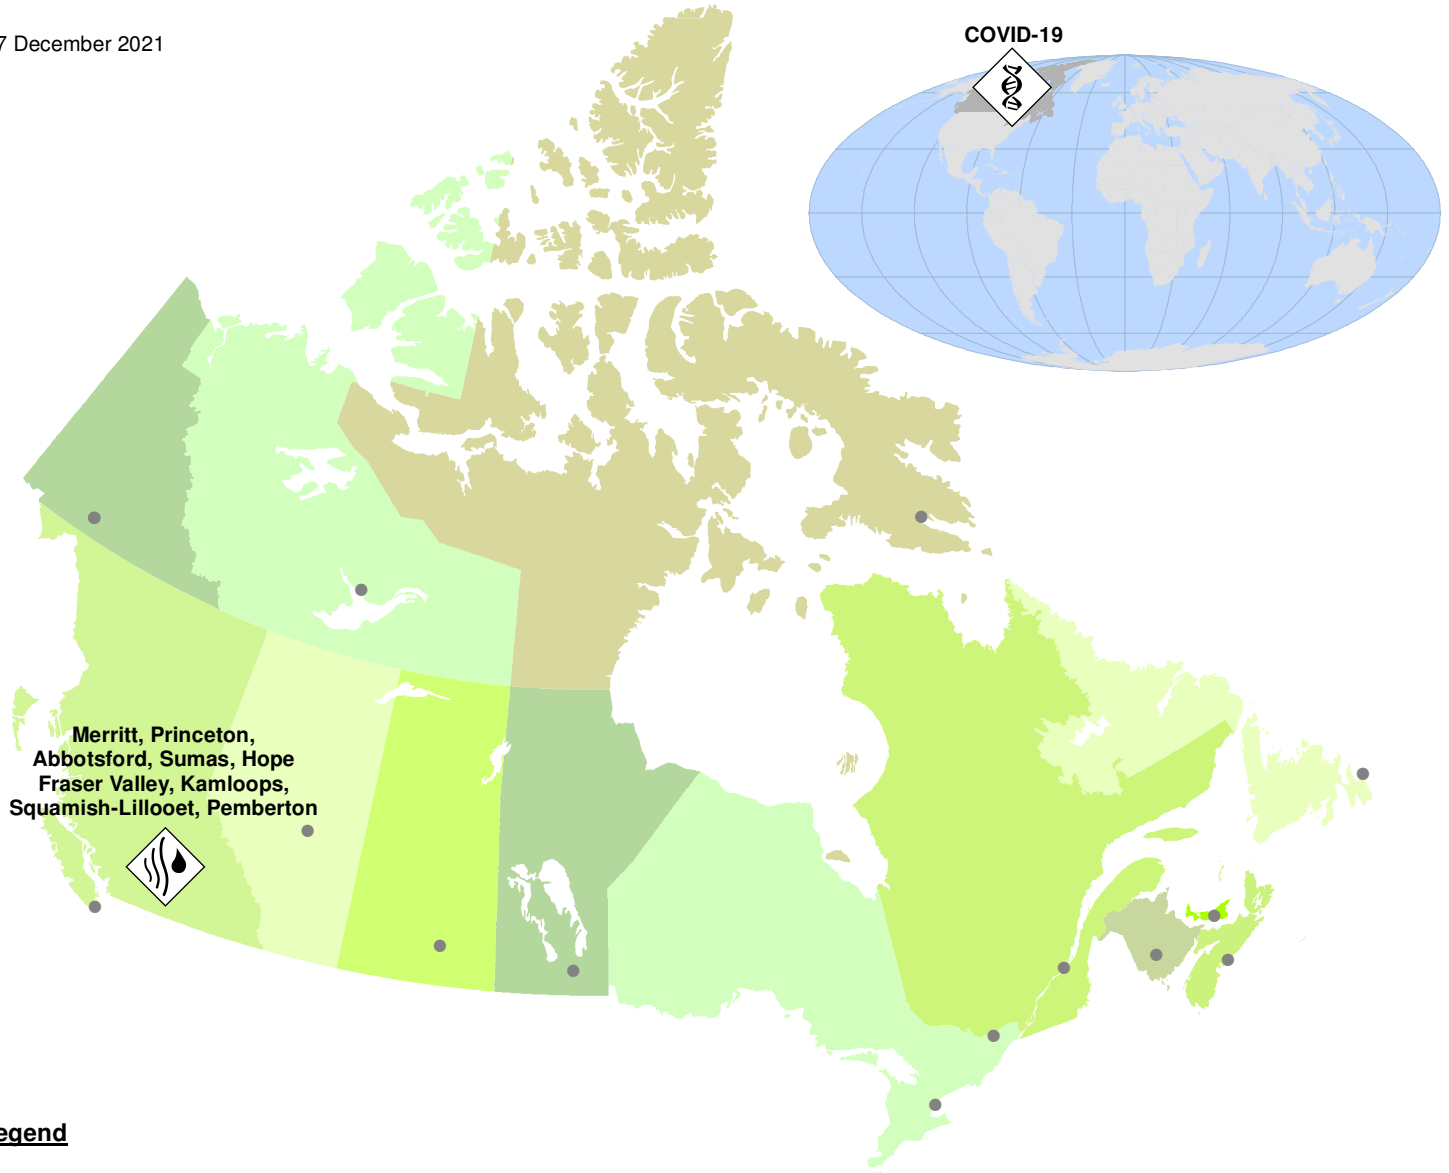 7 December 2021
COVID-19
Merritt, Princeton,
Abbotsford, Sumas, Hope
Fraser Valley, Kamloops,
Squamish-Lillooet, Pemberton
egend